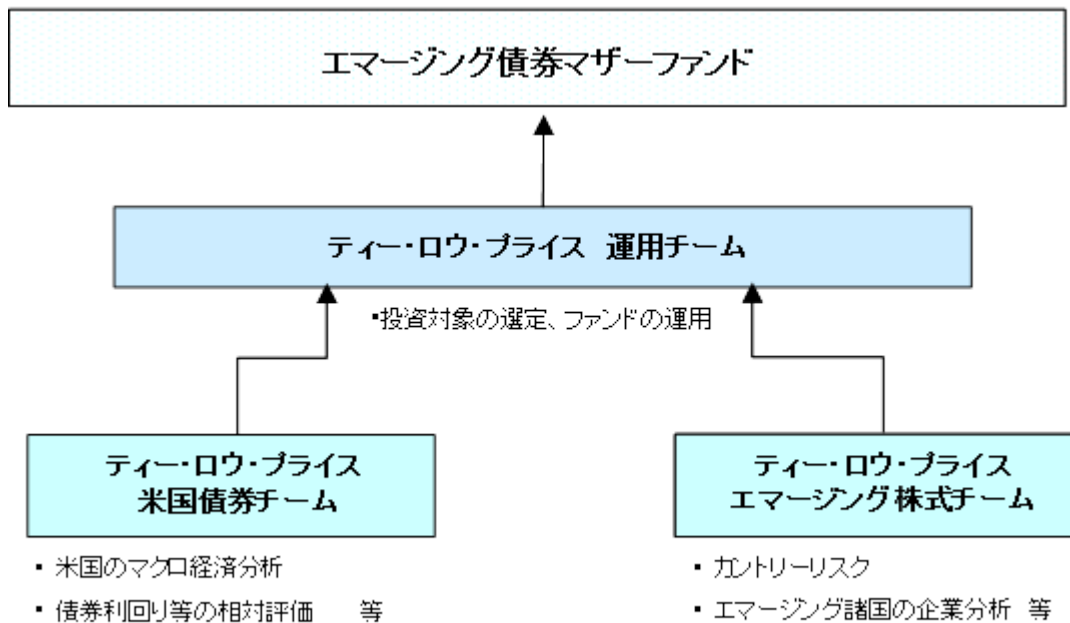 エマージング債券マザーファンド
ティー・ロウ・プライス 運用チーム
▪投資対象の選定、ファンドの運用
ティー・ロウ・プライス
米国債券チーム
▪ 米国のマクロ経済分析
▪ 債券利回り等の相対評価 等
ティー・ロウ・プライス
エマージング株式チーム
▪ カントリーリスク
▪ エマージング諸国の企業分析 等